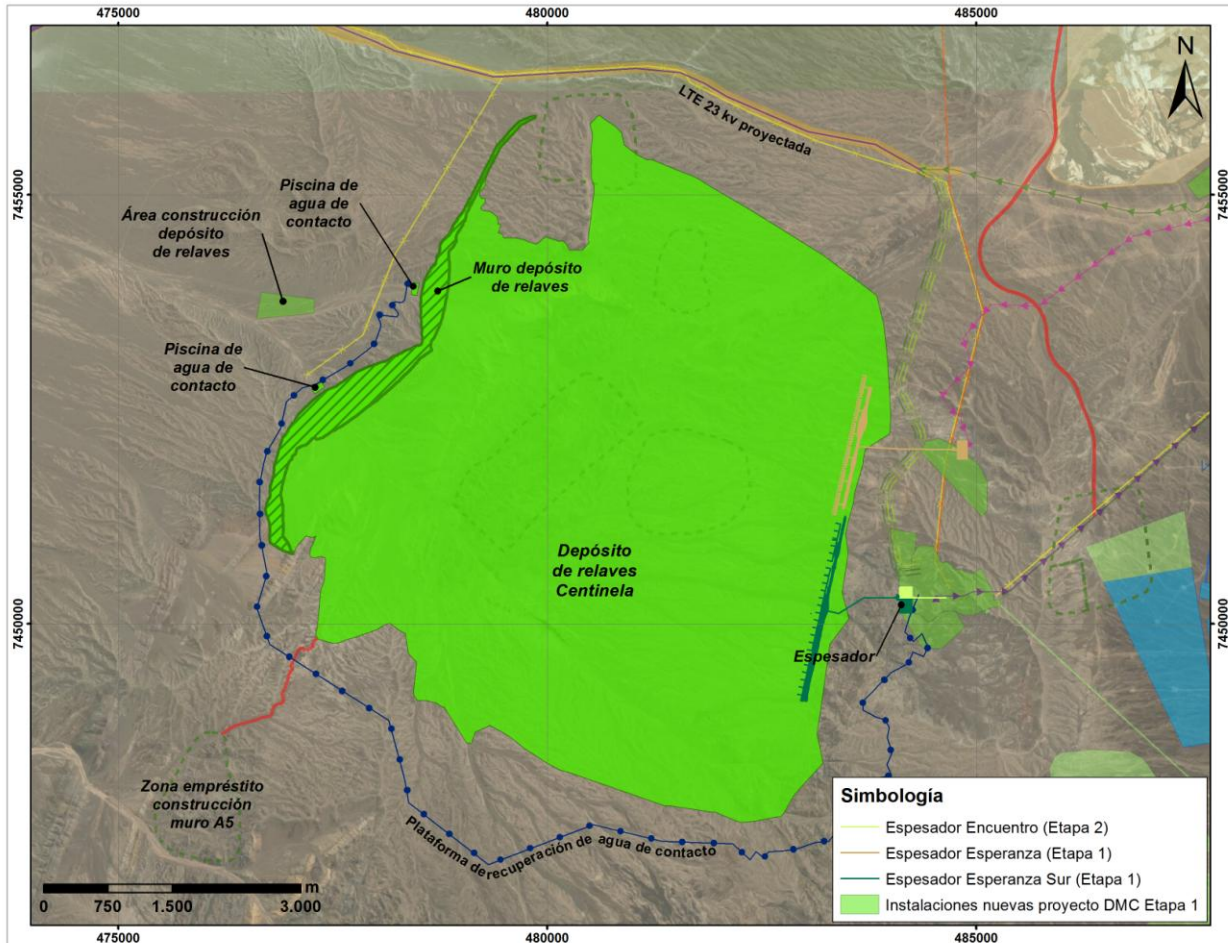 475000
480000
485000
N
LTE 23 kv proyectada
7455000
7455000
Piscina de
agua de
contacto
Área construcción
depósito
de relaves
Muro depósito
de relaves
Piscina de
agua de
contacto
Depósito
de relaves
Centinela
7450000
7450000
Espesador
Zona empréstito
construcción
muro A5
Plataforma de recuperación de agua de contacto
m
0
750
1.500
3.000
Simbología
Espesador Encuentro (Etapa 2)
Espesador Esperanza (Etapa 1)
Espesador Esperanza Sur (Etapa 1)
Instalaciones nuevas proyecto DMC Etapa 1
475000
480000
485000